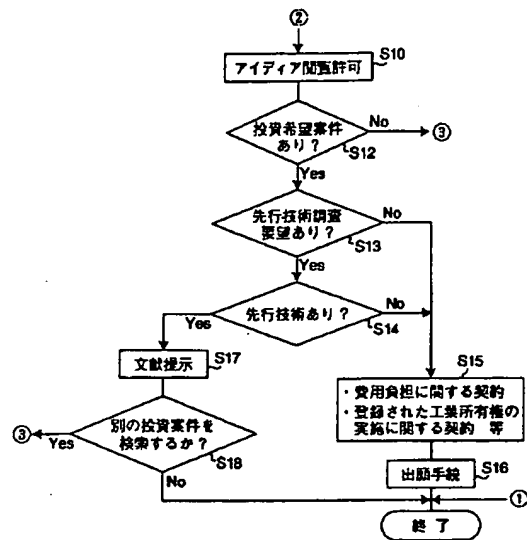 ②
アイディア閲覧許可
S10
投資希望案件
あり？
No
③
S12
Yes
先行技術調査
要望あり？
No
S13
Yes
先行技術あり？
No
Yes
S14
文献提示
S17
S15
・費用負担に関する契約
・登録された工業所有権の
実施に関する契約 等
別の投資案件を
検索するか？
③
Yes
S18
No
出願手続
S16
①
終了